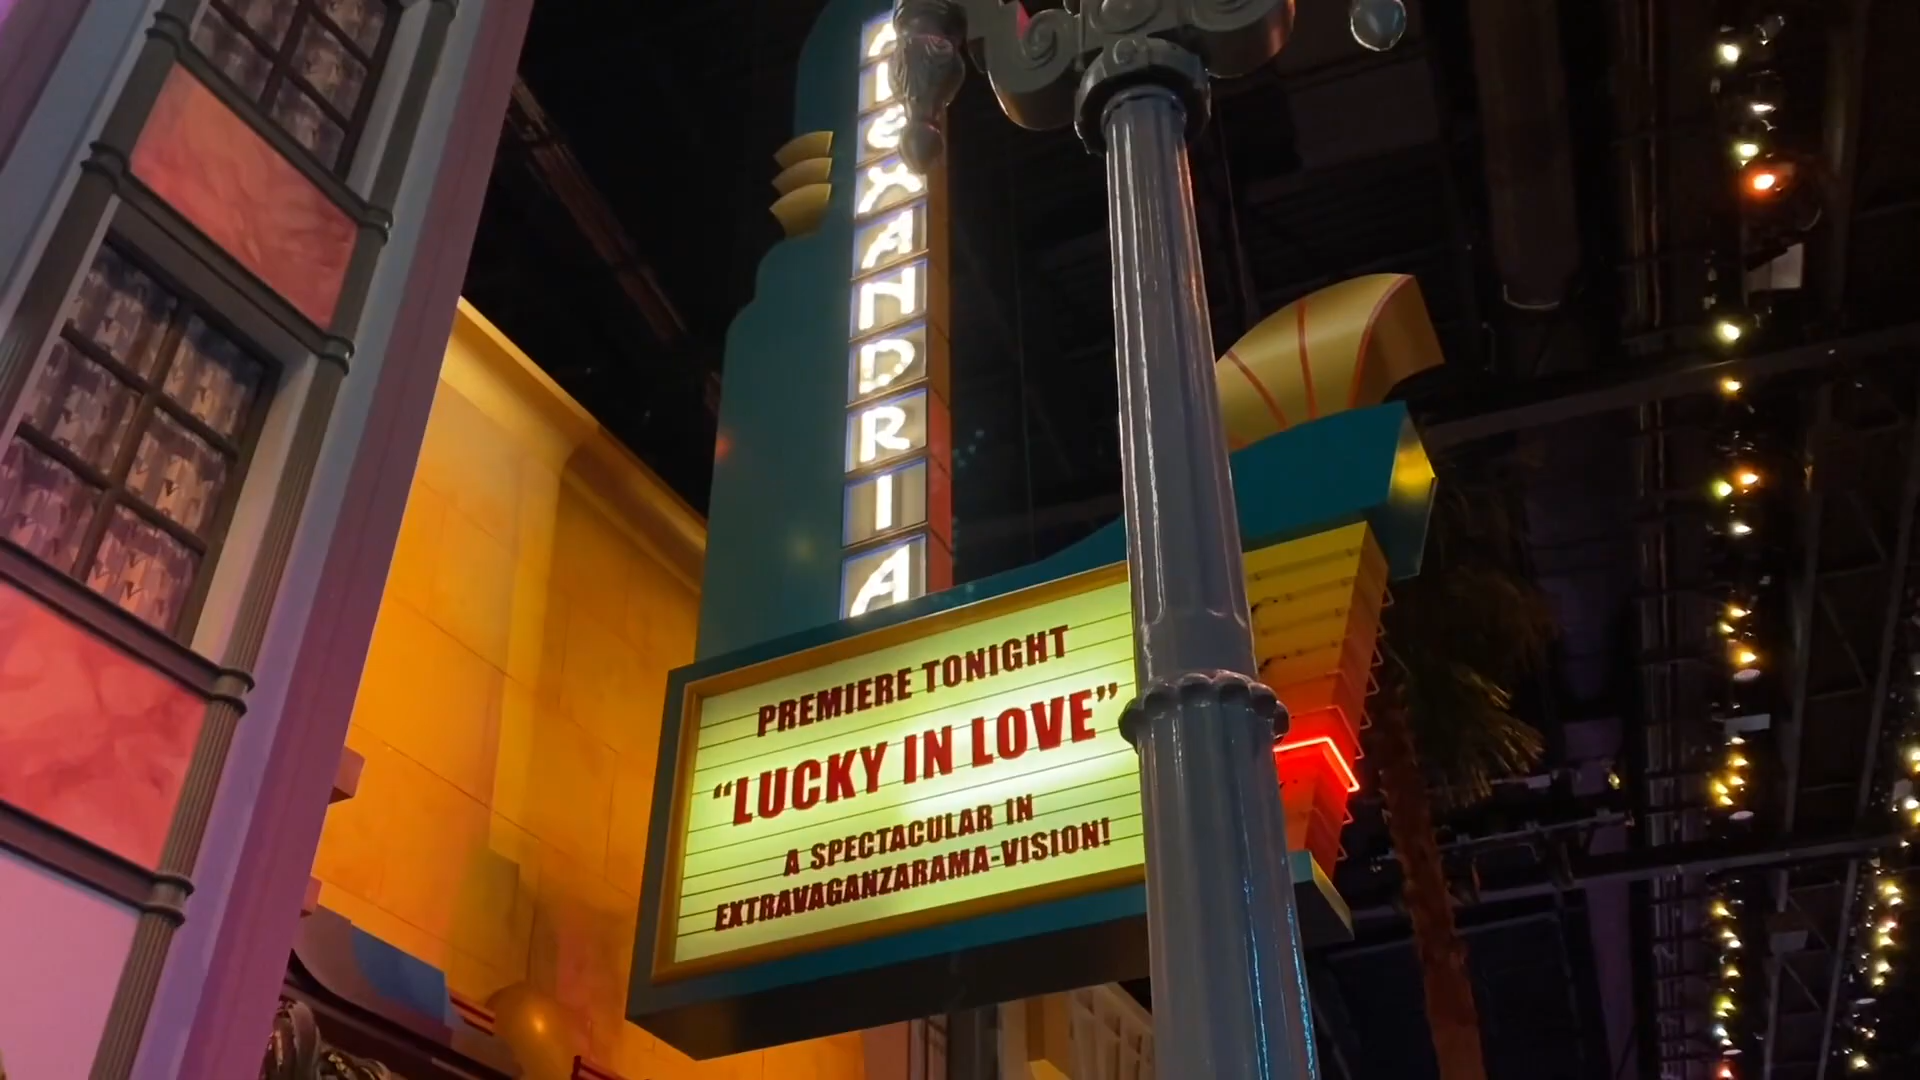 ALEXANDRIA
PREMIERE TONIGHT
“LUCKY IN LOVE”
A SPECTACULAR IN
EXTRAVAGANZARAMA-VISION!